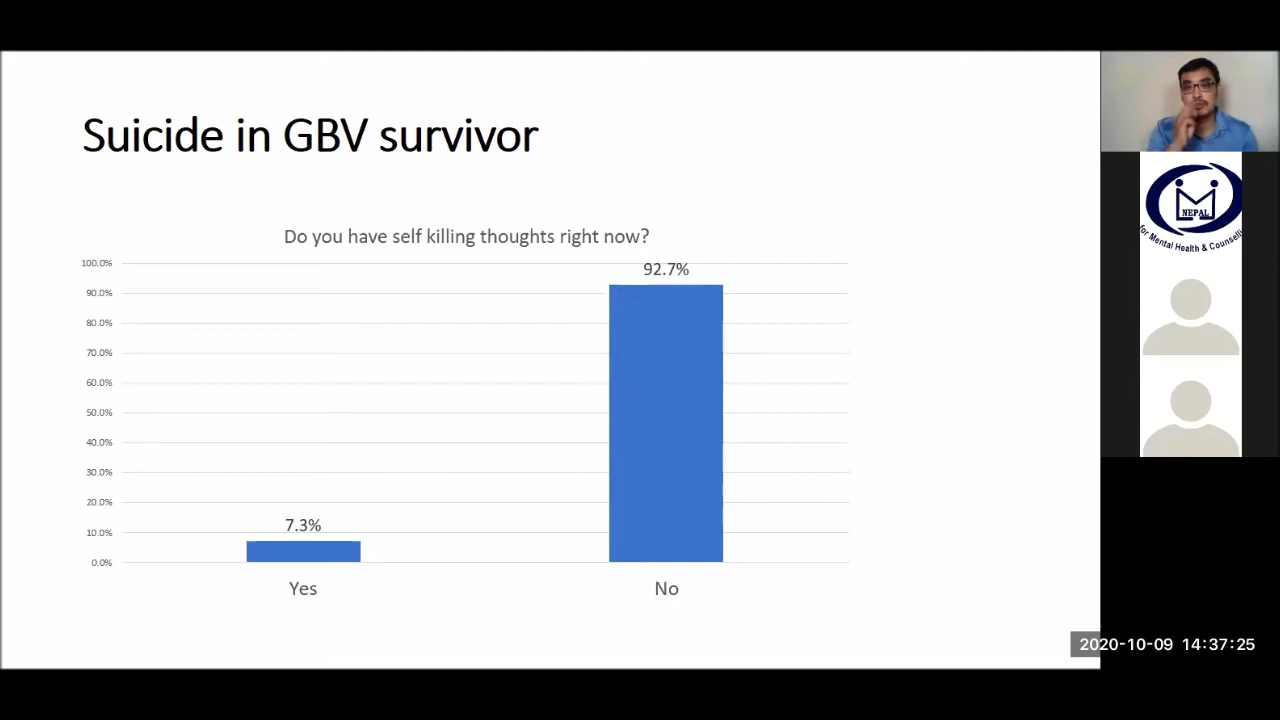 Suicide in GBV survivor
Do you have self killing thoughts right now?
100.0%
90.0%
80.0%
70.0%
60.0%
50.0%
40.0%
30.0%
20.0%
10.0%
0.0%
7.3%
92.7%
Yes
No
NEPAL
for Mental Health & Counselli
2020-10-09 14:37:25